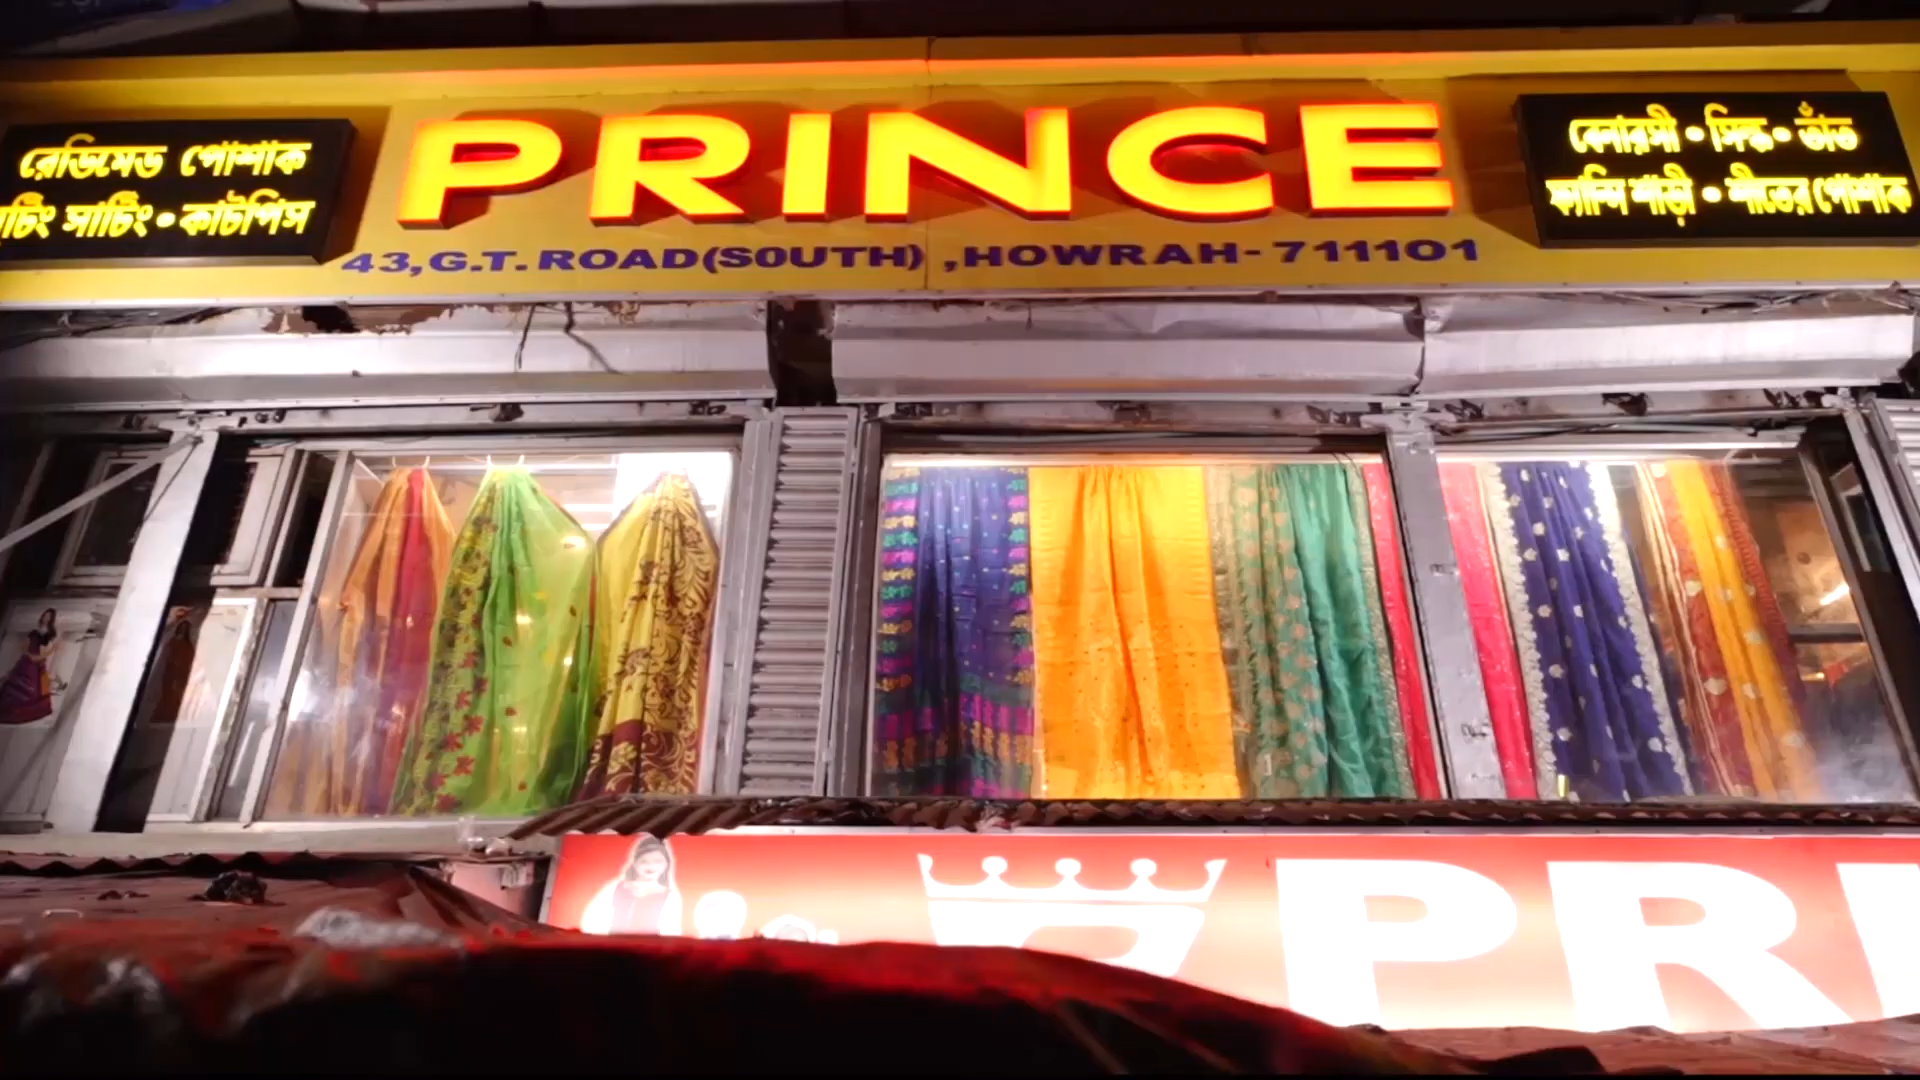 PRINCE
43,G.T. ROAD(SOUTH) ,HOWRAH-711101
রেডিমেড পোশাক
সার্টিং • কাটপিস
বেনারসী • সিল্ক • তাঁত
ফ্যান্সি শাড়ী • শীতের পোশাক
PRI